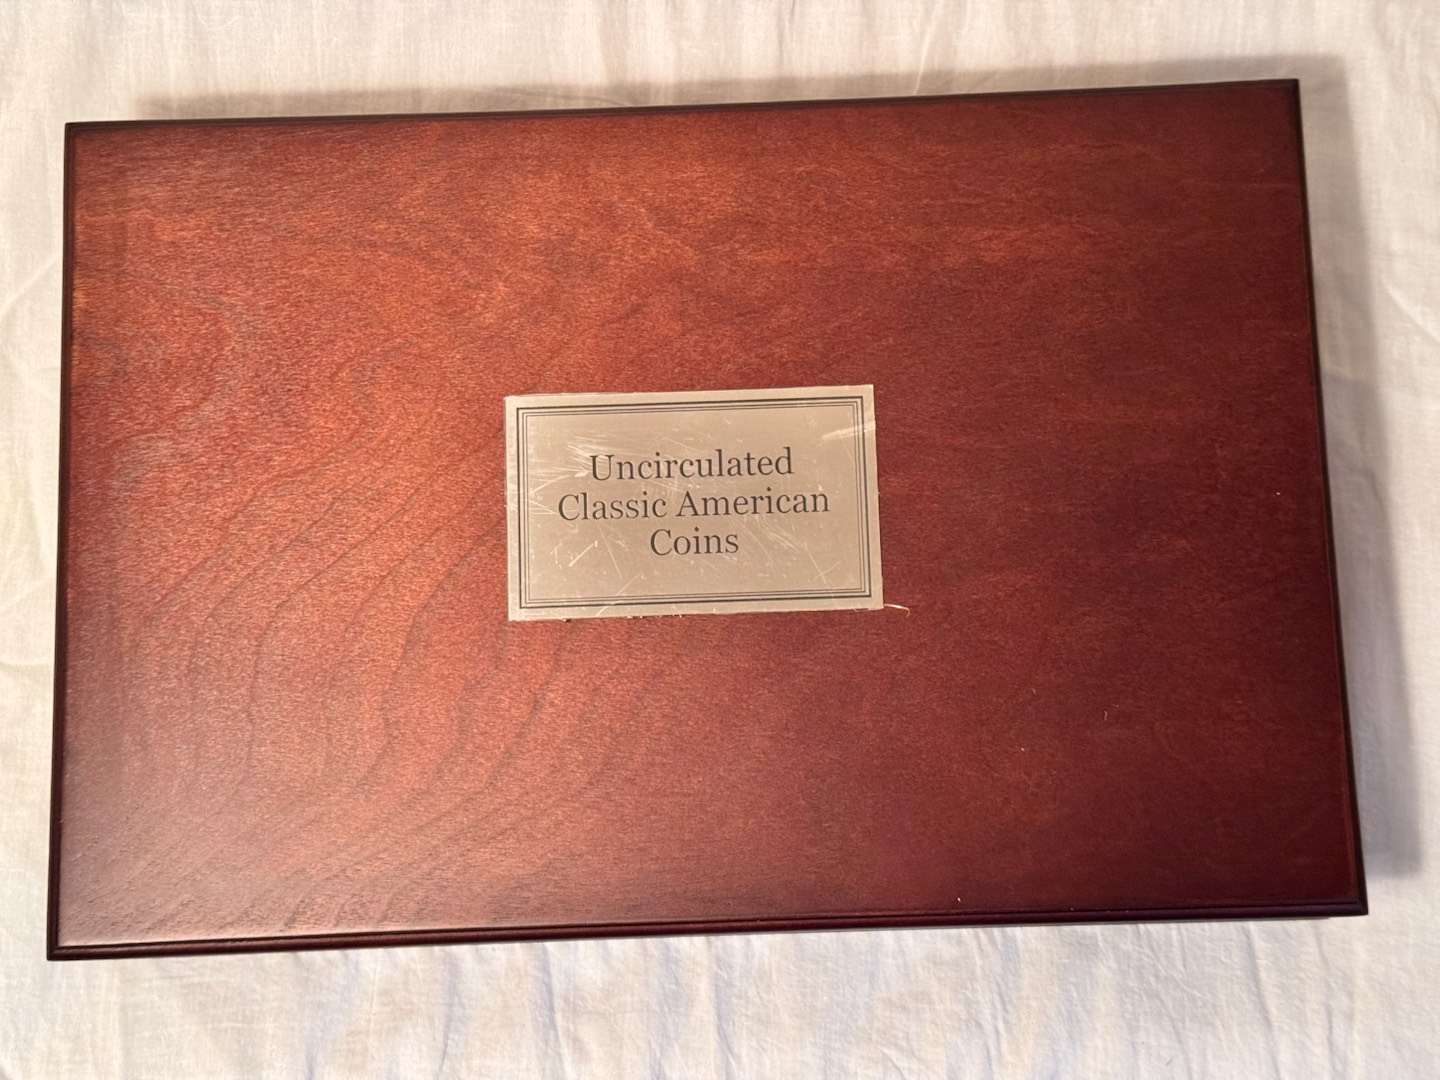 Uncirculated
Classic American
Coins